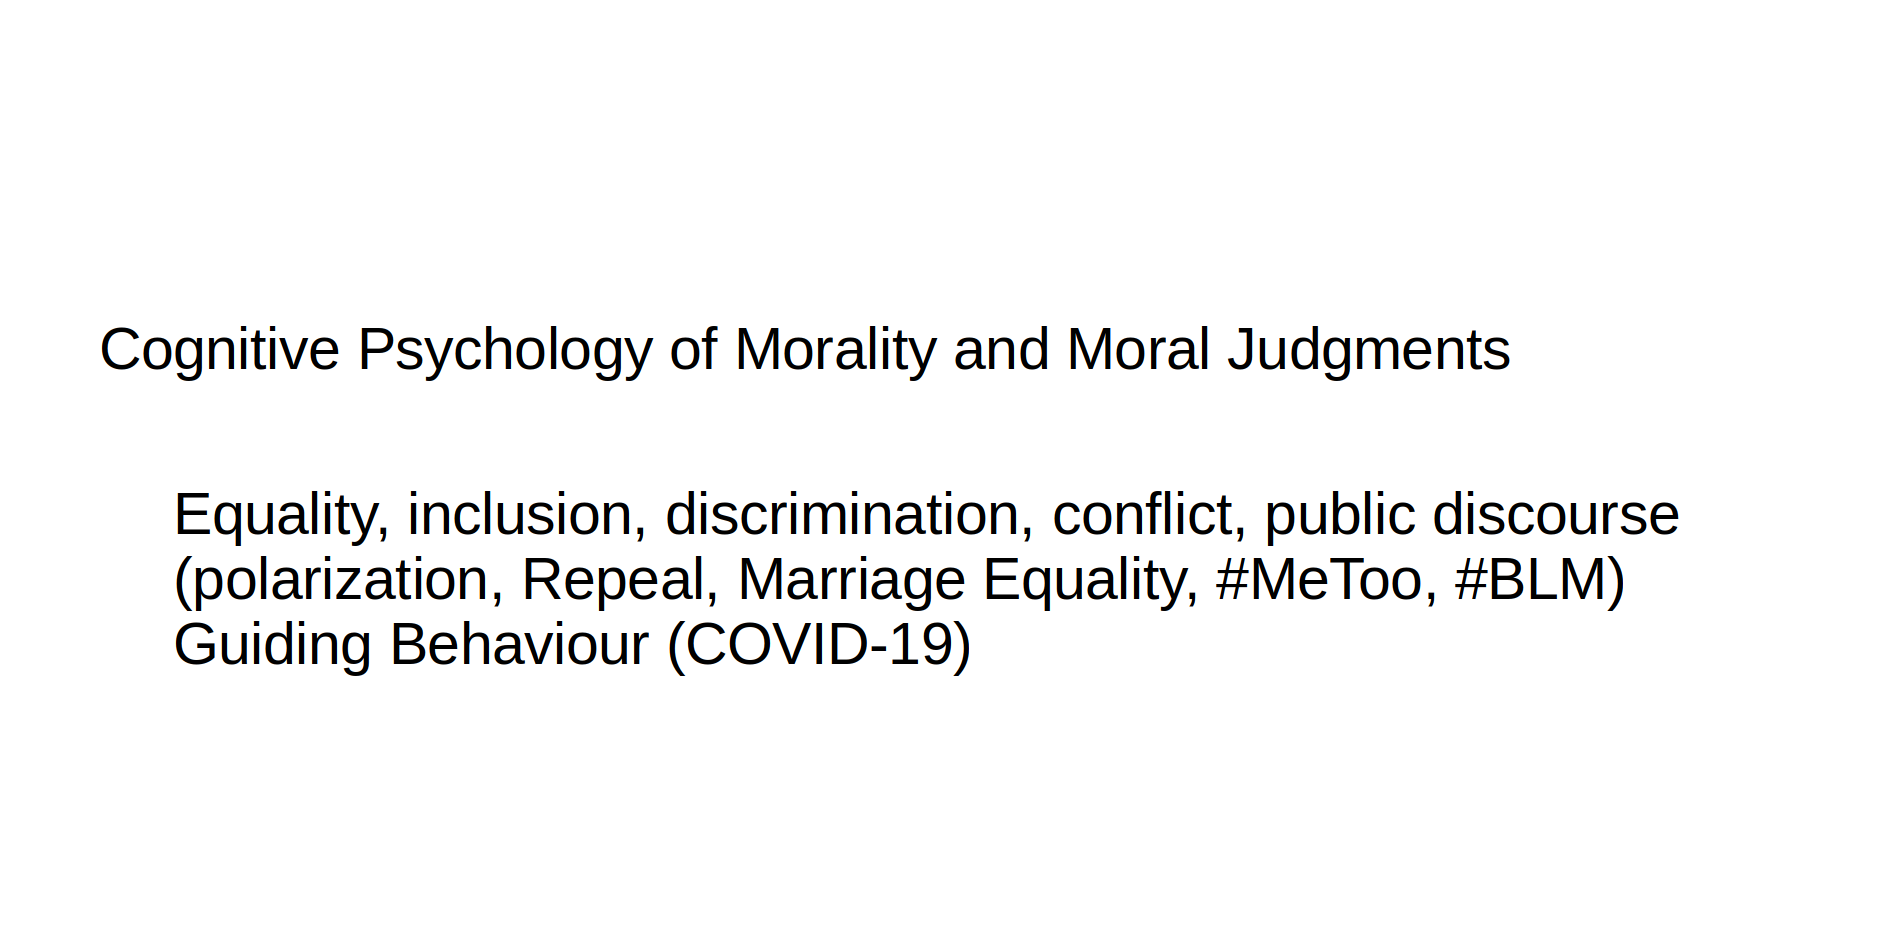 Cognitive Psychology of Morality and Moral Judgments
Equality, inclusion, discrimination, conflict, public discourse
(polarization, Repeal, Marriage Equality, #MeToo, #BLM)
Guiding Behaviour (COVID-19)